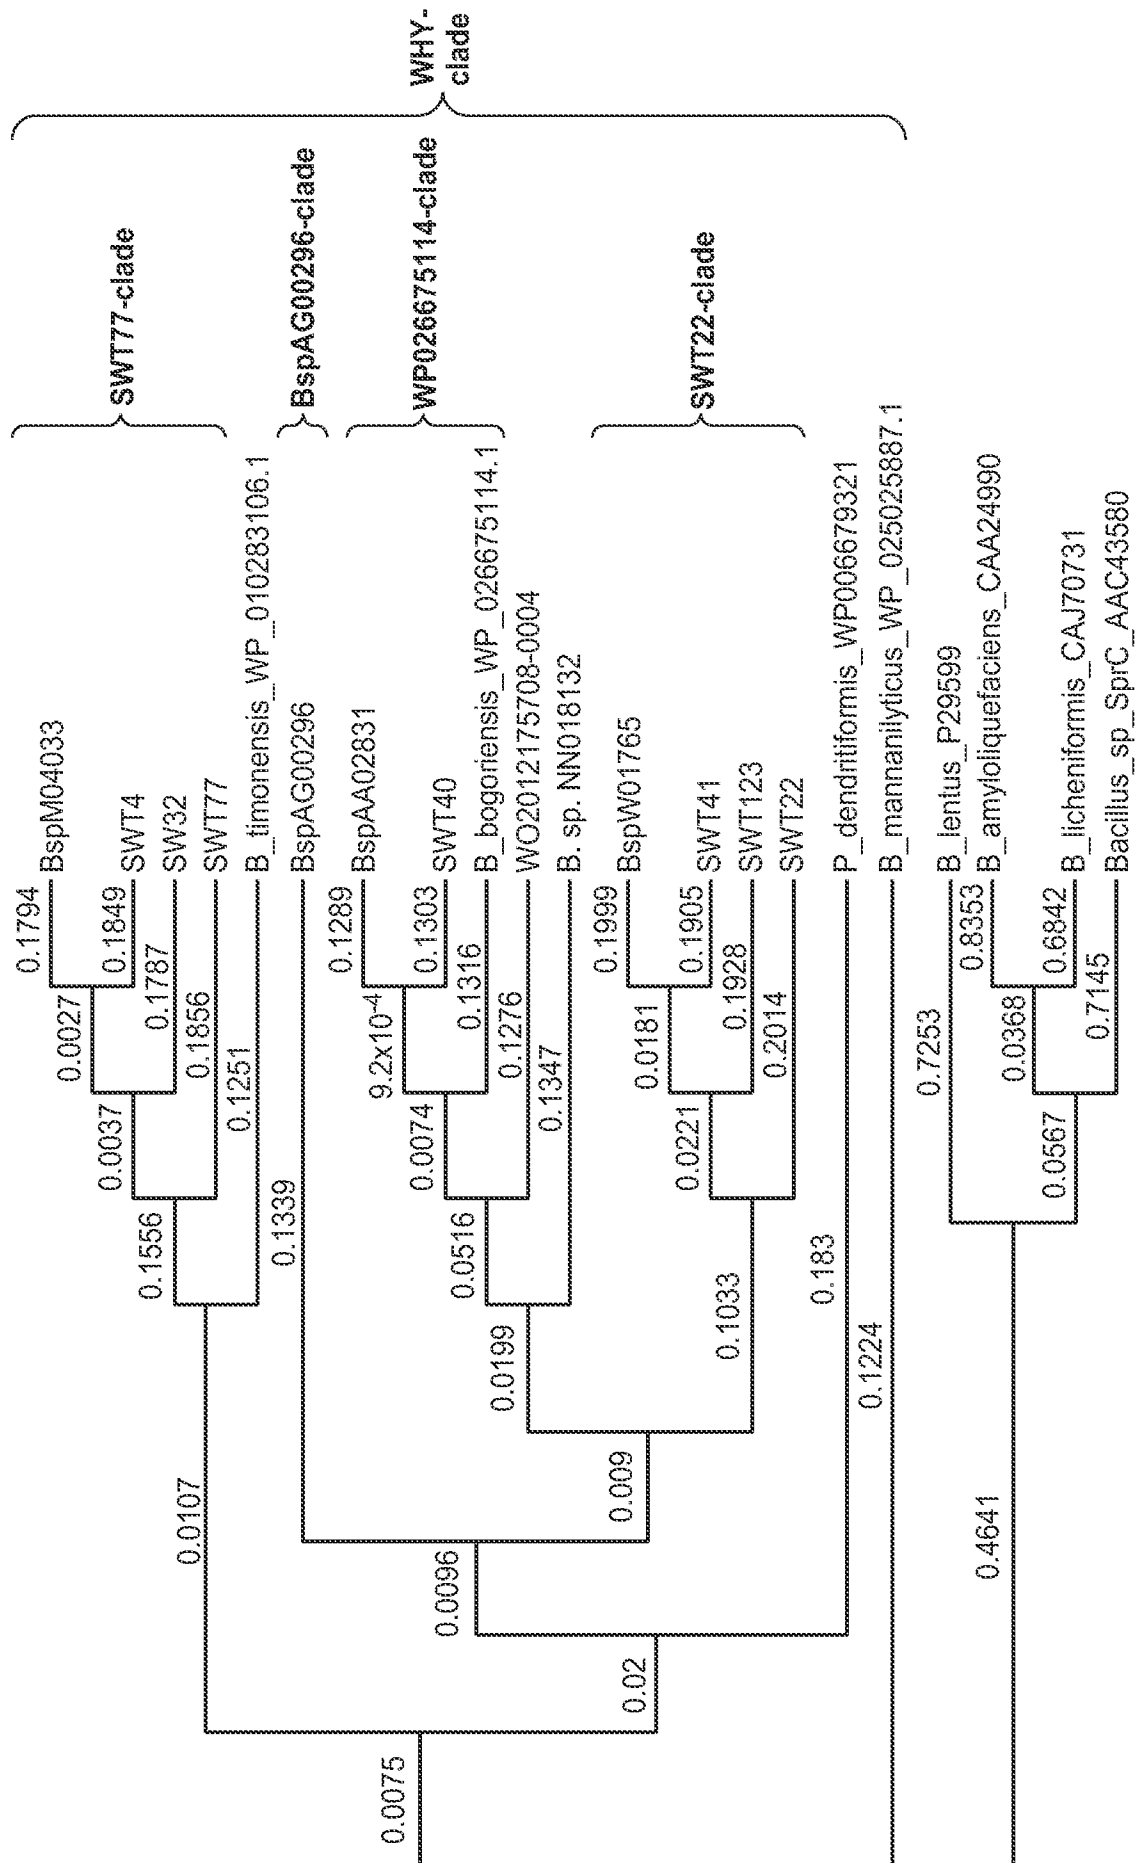 WHY-
clade
SWT77-clade
BspAG00296-clade
WP026675114-clade
SWT22-clade
0.1794 BspM04033
0.0027
0.1849 SWT4
0.0037
0.1787 SW32
0.1556
0.1856 SWT77
0.0107
0.1251 B_timonensis_WP_010283106.1
0.1339 BspAG00296
0.1289 BspAA02831
9.2x10-4
0.1303 SWT40
0.0074
0.1316 B_bogoriensis_WP_026675114.1
0.0516
0.1276 WO2012175708-0004
0.0199
0.1347 B. sp. NN018132
0.1999 BspW01765
0.0181
0.1905 SWT41
0.0221
0.1928 SWT123
0.1033
0.2014 SWT22
0.009
0.0096
0.02
0.0075
0.183 P_dendritiformis_WP006679321
0.1224 B_mannanilyticus_WP_025025887.1
0.7253 B_lentus_P29599
0.8353 B_amyloliquefaciens_CAA24990
0.0368
0.6842 B_licheniformis_CAJ70731
0.0567
0.7145 Bacillus_sp_SprC_AAC43580
0.4641